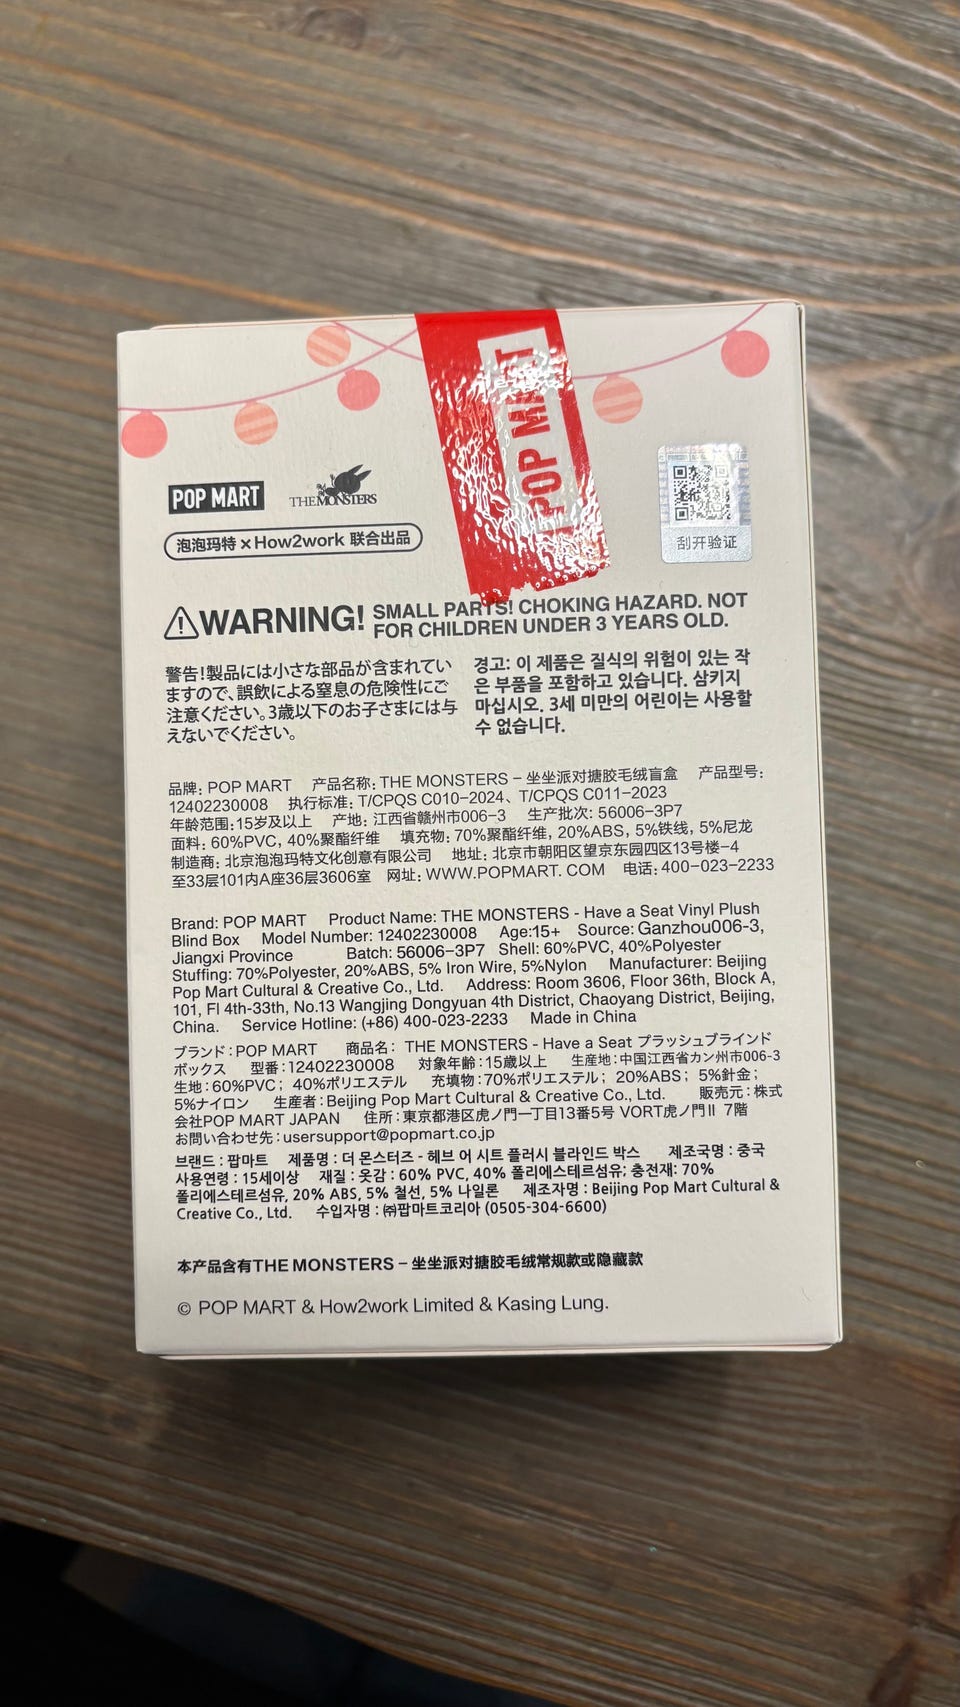 POP MART
POP MART
THE MONSTERS
泡泡玛特 × How2work 联合出品
刮开验证
WARNING! SMALL PARTS! CHOKING HAZARD. NOT
FOR CHILDREN UNDER 3 YEARS OLD.
警告!製品には小さな部品が含まれてい
ますので、誤飲による窒息の危険性にご
注意ください。3歳以下のお子さまには与
えないでください。
경고: 이 제품은 질식의 위험이 있는 작
은 부품을 포함하고 있습니다. 삼키지
마십시오. 3세 미만의 어린이는 사용할
수 없습니다.
品牌: POP MART 产品名称: THE MONSTERS – 坐坐派对搪胶毛绒盲盒 产品型号:
12402230008 执行标准: T/CPQS C010-2024、T/CPQS C011-2023
年龄范围:15岁及以上 产地: 江西省赣州市006-3 生产批次: 56006-3P7
面料: 60%PVC, 40%聚酯纤维 填充物: 70%聚酯纤维, 20%ABS, 5%铁线, 5%尼龙
制造商: 北京泡泡玛特文化创意有限公司 地址: 北京市朝阳区望京东园四区13号楼-4
至33层101内A座36层3606室 网址: WWW.POPMART. COM 电话: 400-023-2233
Brand: POP MART Product Name: THE MONSTERS - Have a Seat Vinyl Plush
Blind Box Model Number: 12402230008 Age:15+ Source: Ganzhou006-3,
Jiangxi Province Batch: 56006-3P7 Shell: 60%PVC, 40%Polyester
Stuffing: 70%Polyester, 20%ABS, 5% Iron Wire, 5%Nylon Manufacturer: Beijing
Pop Mart Cultural & Creative Co., Ltd. Address: Room 3606, Floor 36th, Block A,
101, Fl 4th-33th, No.13 Wangjing Dongyuan 4th District, Chaoyang District, Beijing,
China. Service Hotline: (+86) 400-023-2233 Made in China
ブランド:POP MART 商品名: THE MONSTERS - Have a Seat プラッシュブラインド
ボックス 型番:12402230008 対象年齢:15歳以上 生産地:中国江西省カン州市006-3
生地:60%PVC; 40%ポリエステル 充填物:70%ポリエステル; 20%ABS; 5%針金;
5%ナイロン 生産者:Beijing Pop Mart Cultural & Creative Co., Ltd. 販売元:株式
会社POP MART JAPAN 住所:東京都港区虎ノ門一丁目13番5号 VORT虎ノ門Ⅱ 7階
お問い合わせ先:usersupport@popmart.co.jp
브랜드 : 팝마트 제품명 : 더 몬스터즈 - 헤브 어 시트 플러시 블라인드 박스 제조국명 : 중국
사용연령 : 15세이상 재질 : 옷감 : 60% PVC, 40% 폴리에스테르섬유; 충전재: 70%
폴리에스테르섬유, 20% ABS, 5% 철선, 5% 나일론 제조자명 : Beijing Pop Mart Cultural &
Creative Co., Ltd. 수입자명 : ㈜팝마트코리아 (0505-304-6600)
本产品含有THE MONSTERS – 坐坐派对搪胶毛绒常规款或隐藏款
© POP MART & How2work Limited & Kasing Lung.